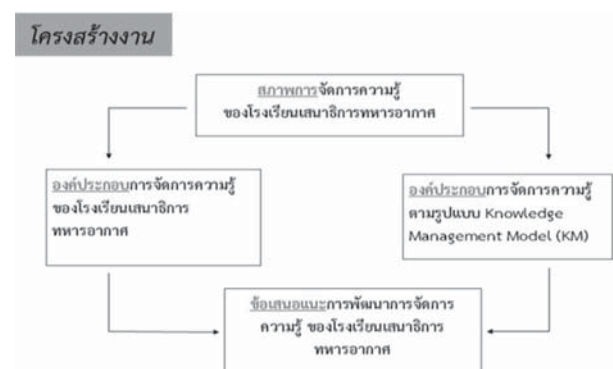 โครงสร้างงาน
สภาพการจัดการความรู้
ของโรงเรียนเสนาธิการทหารอากาศ
องค์ประกอบการจัดการความรู้
ของโรงเรียนเสนาธิการ
ทหารอากาศ
องค์ประกอบการจัดการความรู้
ตามรูปแบบ Knowledge
Management Model (KM)
ข้อเสนอแนะการพัฒนาการจัดการ
ความรู้ ของโรงเรียนเสนาธิการ
ทหารอากาศ